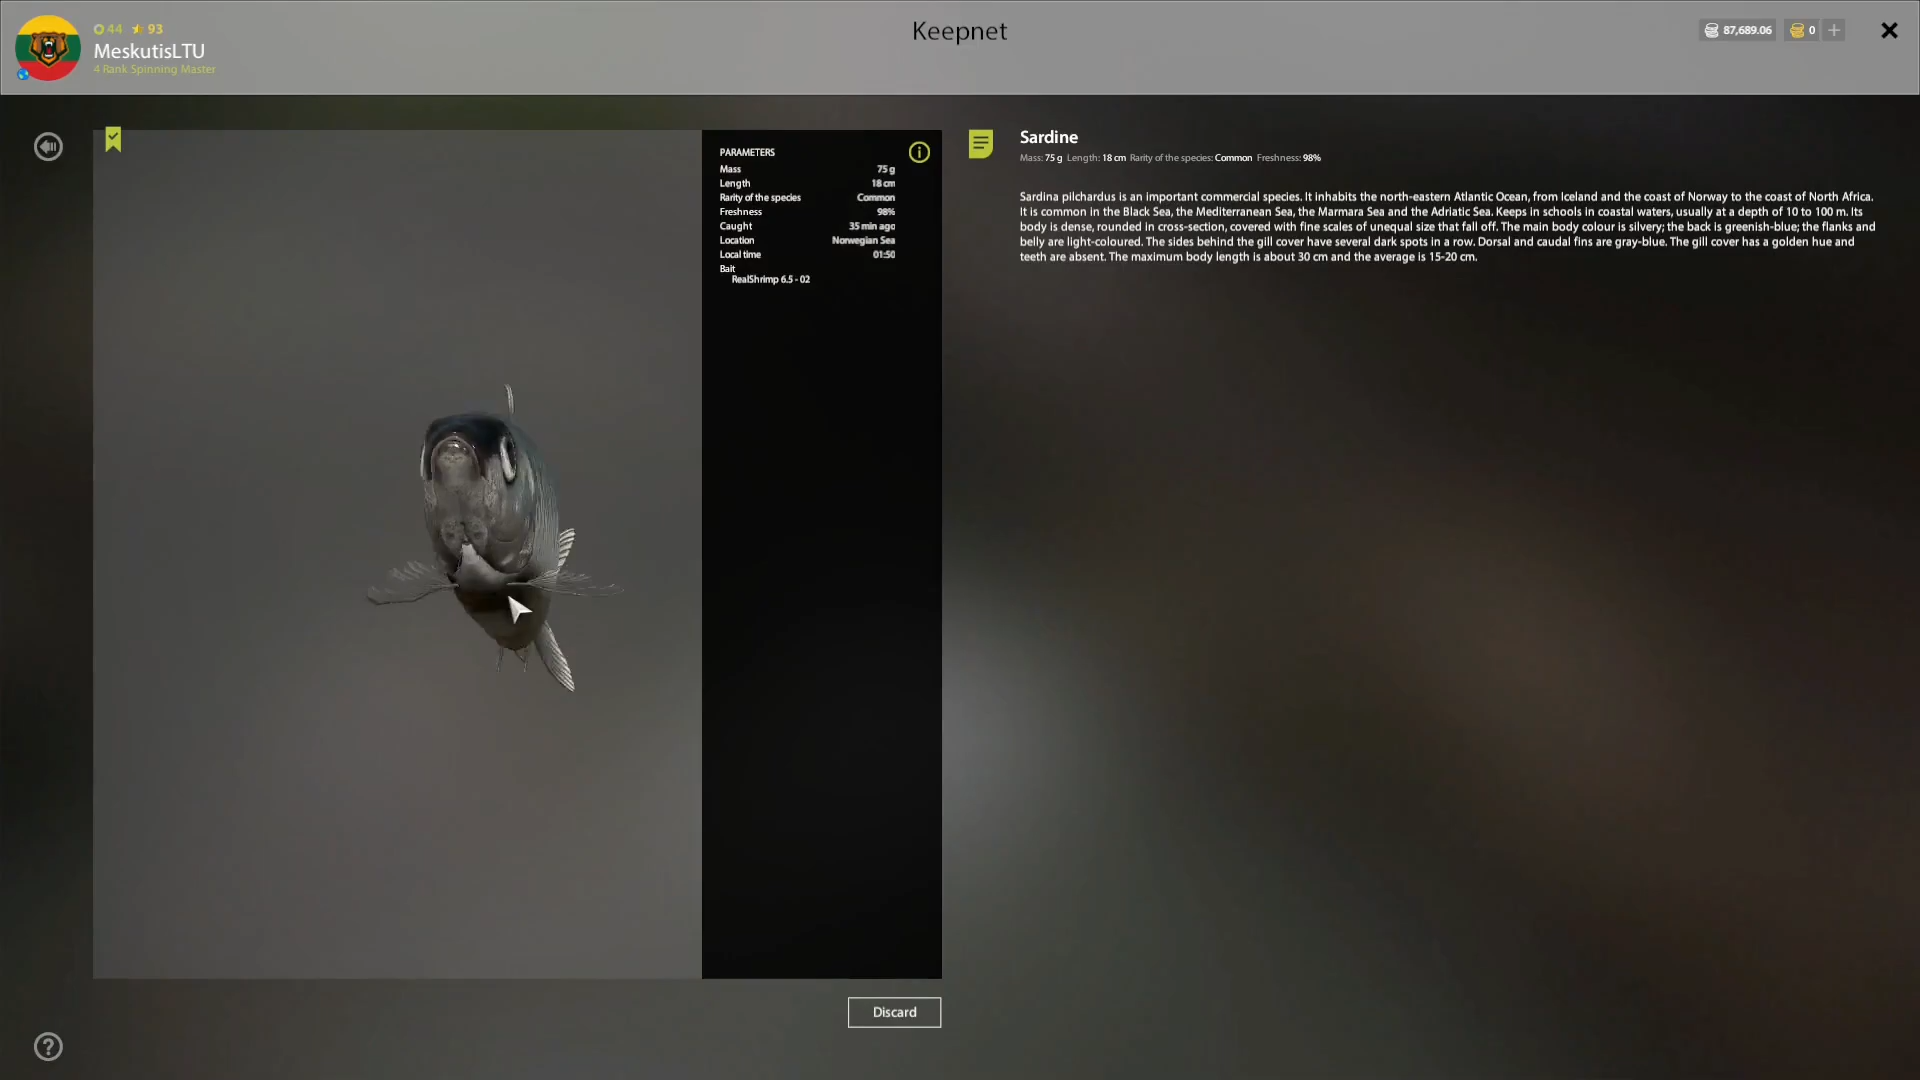 44 93
MeskutisLTU
4 Rank Spinning Master
Keepnet
87,689.06 0 +
PARAMETERS
Mass 75 g
Length 18 cm
Rarity of the species Common
Freshness 98%
Caught 35 min ago
Location Norwegian Sea
Local time 01:50
Bait
RealShrimp 6.5 - 02
Sardine
Mass: 75 g Length: 18 cm Rarity of the species: Common Freshness: 98%
Sardina pilchardus is an important commercial species. It inhabits the north-eastern Atlantic Ocean, from Iceland and the coast of Norway to the coast of North Africa.
It is common in the Black Sea, the Mediterranean Sea, the Marmara Sea and the Adriatic Sea. Keeps in schools in coastal waters, usually at a depth of 10 to 100 m. Its
body is dense, rounded in cross-section, covered with fine scales of unequal size that fall off. The main body colour is silvery; the back is greenish-blue; the flanks and
belly are light-coloured. The sides behind the gill cover have several dark spots in a row. Dorsal and caudal fins are gray-blue. The gill cover has a golden hue and
teeth are absent. The maximum body length is about 30 cm and the average is 15-20 cm.
Discard
?